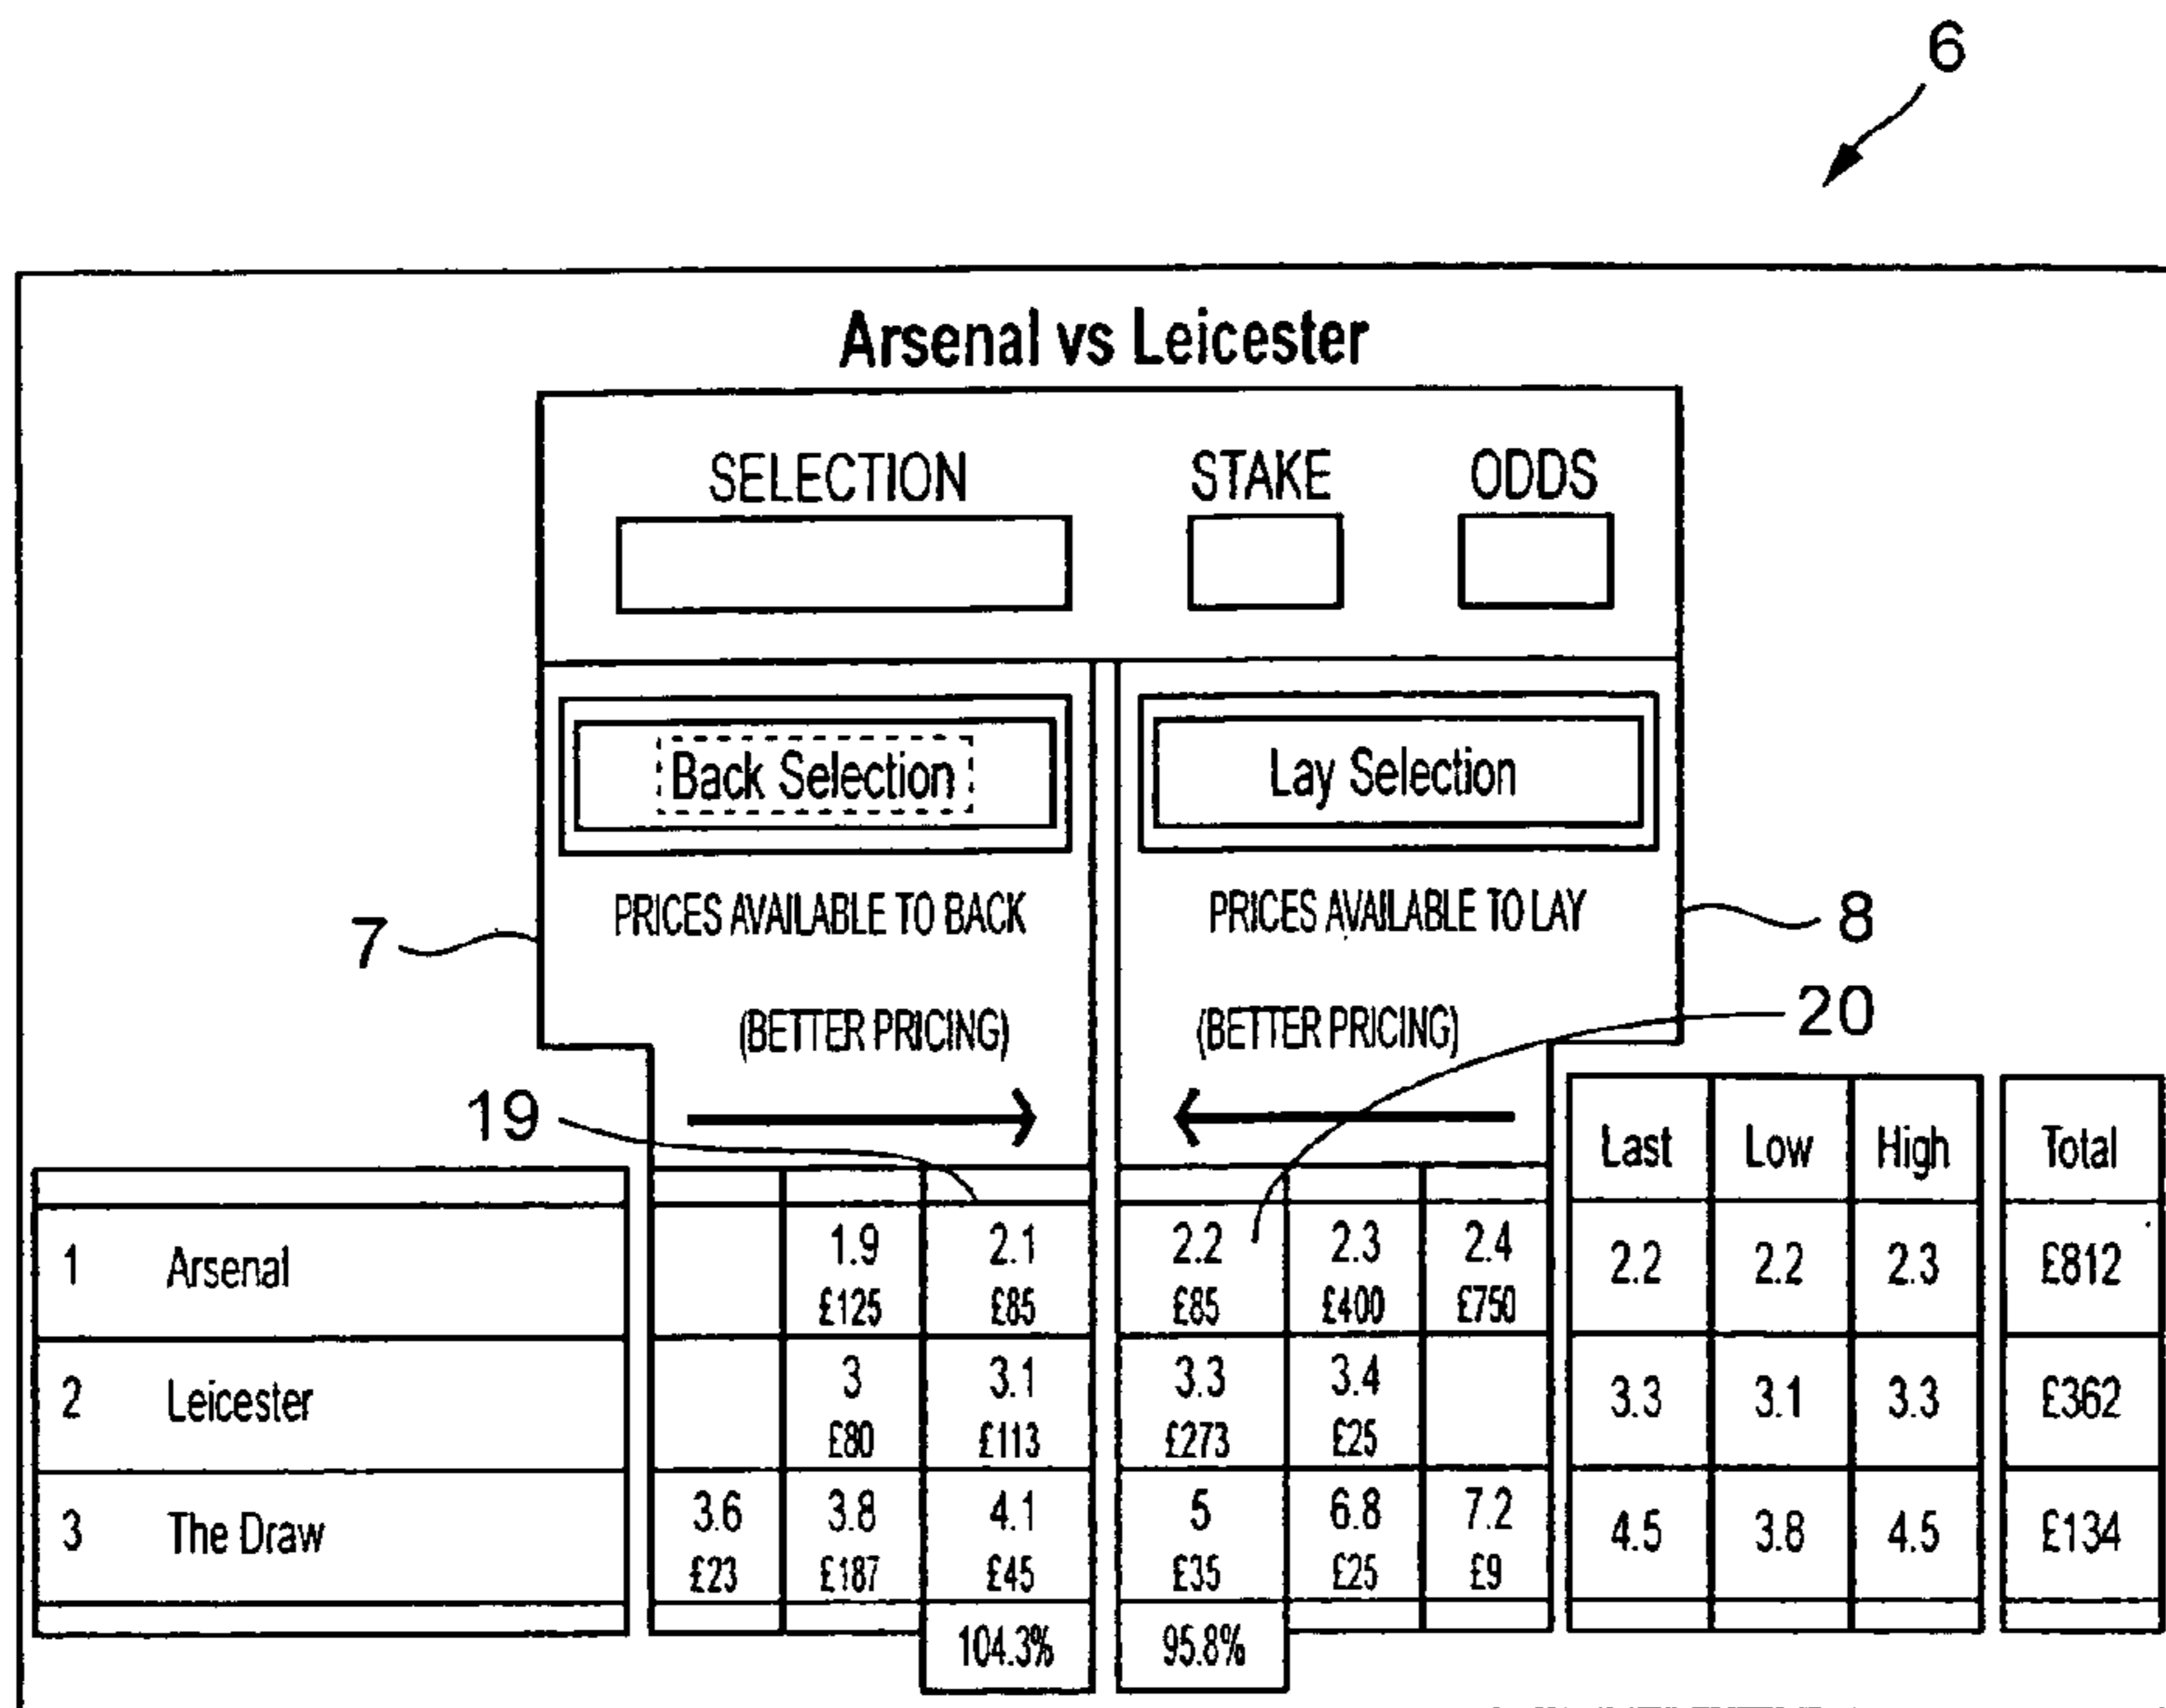 6
Arsenal vs Leicester
SELECTION STAKE ODDS
Back Selection Lay Selection
7 PRICES AVAILABLE TO BACK PRICES AVAILABLE TO LAY 8
(BETTER PRICING) (BETTER PRICING) 20
19
Last Low High Total
1 Arsenal 1.9 2.1 2.2 2.3 2.4 2.2 2.2 2.3 £812
£125 £85 £85 £400 £750
2 Leicester 3 3.1 3.3 3.4 3.3 3.1 3.3 £362
£80 £113 £273 £25
3 The Draw 3.6 3.8 4.1 5 6.8 7.2 4.5 3.8 4.5 £134
£23 £187 £45 £35 £25 £9
104.3% 95.8%